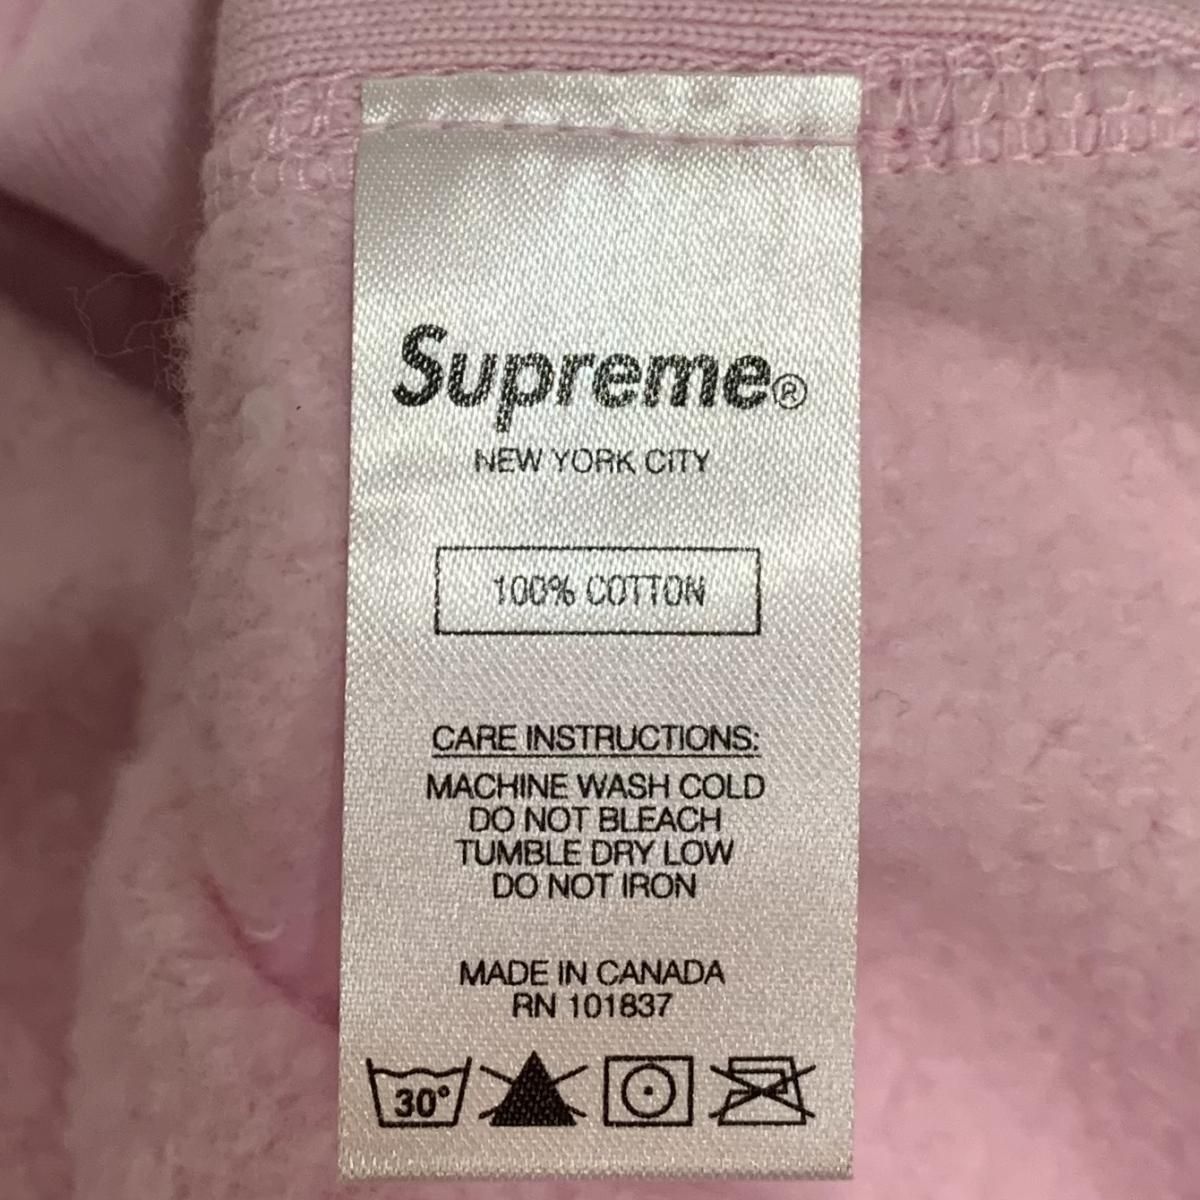 Supreme®
NEW YORK CITY
100% COTTON
CARE INSTRUCTIONS:
MACHINE WASH COLD
DO NOT BLEACH
TUMBLE DRY LOW
DO NOT IRON
MADE IN CANADA
RN 101837
30°